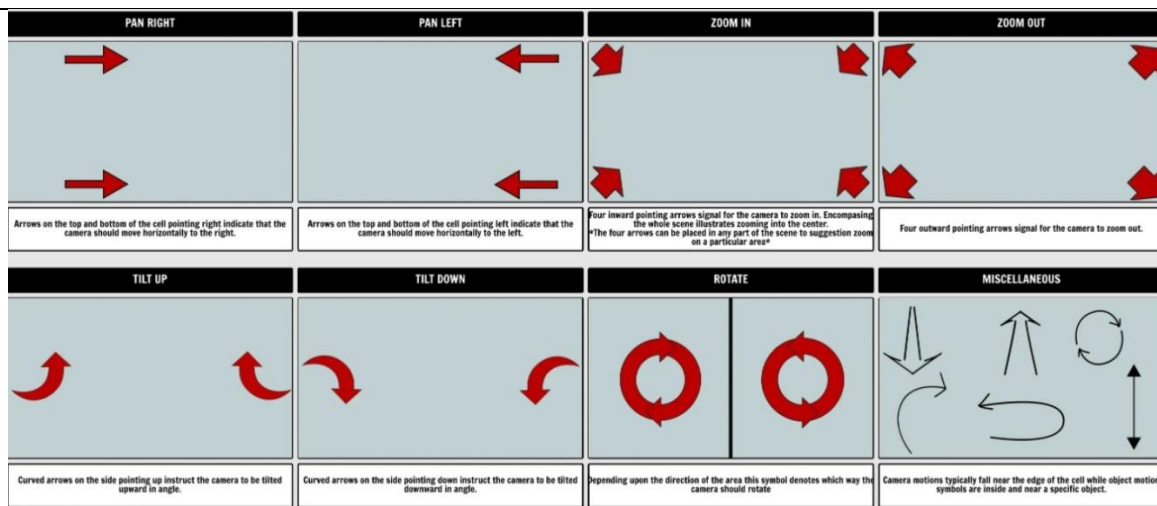 PAN RIGHT
PAN LEFT
ZOOM IN
ZOOM OUT
Arrows on the top and bottom of the cell pointing right indicate that the
camera should move horizontally to the right.
Arrows on the top and bottom of the cell pointing left indicate that the
camera should move horizontally to the left.
Four inward pointing arrows signal for the camera to zoom in. Encompasing
the whole scene illustrates zooming into the center.
*The four arrows can be placed in any part of the scene to suggestion zoom
on a particular area*
Four outward pointing arrows signal for the camera to zoom out.
TILT UP
TILT DOWN
ROTATE
MISCELLANEOUS
Curved arrows on the side pointing up instruct the camera to be tilted
upward in angle.
Curved arrows on the side pointing down instruct the camera to be tilted
downward in angle.
Depending upon the direction of the area this symbol denotes which way the
camera should rotate
Camera motions typically fall near the edge of the cell while object motion
symbols are inside and near a specific object.